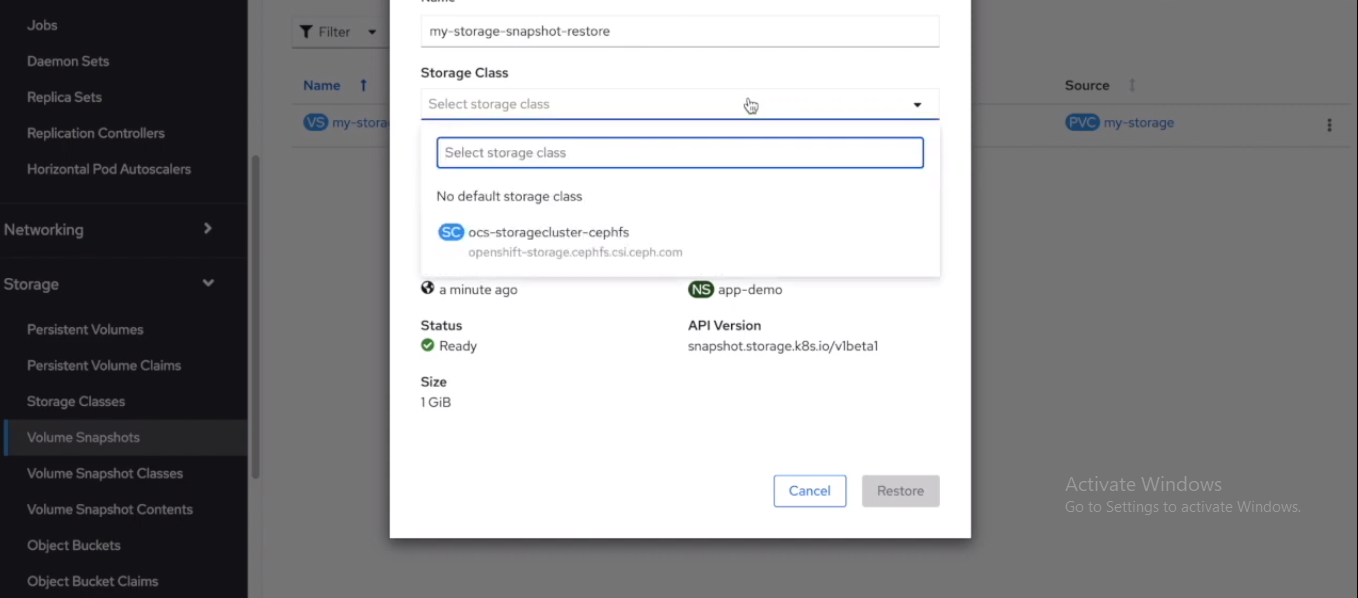 Jobs
Daemon Sets
Replica Sets
Replication Controllers
Horizontal Pod Autoscalers
Networking
Storage
Persistent Volumes
Persistent Volume Claims
Storage Classes
Volume Snapshots
Volume Snapshot Classes
Volume Snapshot Contents
Object Buckets
Object Bucket Claims
Filter
Name
VS my-stora
my-storage-snapshot-restore
Storage Class
Select storage class
Select storage class
No default storage class
SC ocs-storagecluster-cephfs
openshift-storage.cephfs.csi.ceph.com
a minute ago
NS app-demo
Status
API Version
Ready
snapshot.storage.k8s.io/v1beta1
Size
1 GiB
Cancel
Restore
Source
PVC my-storage
Activate Windows
Go to Settings to activate Windows.